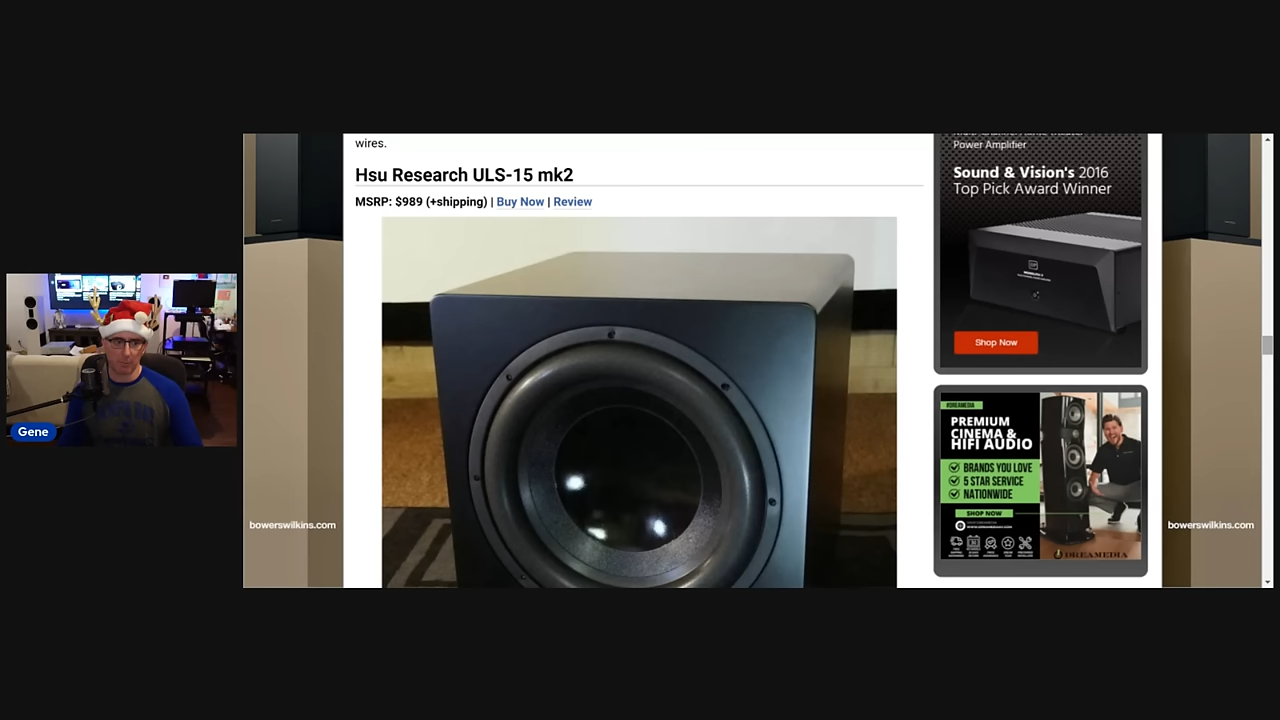 wires.
Hsu Research ULS-15 mk2
MSRP: $989 (+shipping) | Buy Now | Review
Power Amplifier
Sound & Vision's 2016
Top Pick Award Winner
Shop Now
#DREAMEDIA
PREMIUM
CINEMA &
HIFI AUDIO
BRANDS YOU LOVE
5 STAR SERVICE
NATIONWIDE
SHOP NOW
DREAMEDIA
Gene
bowerswilkins.com
bowerswilkins.com